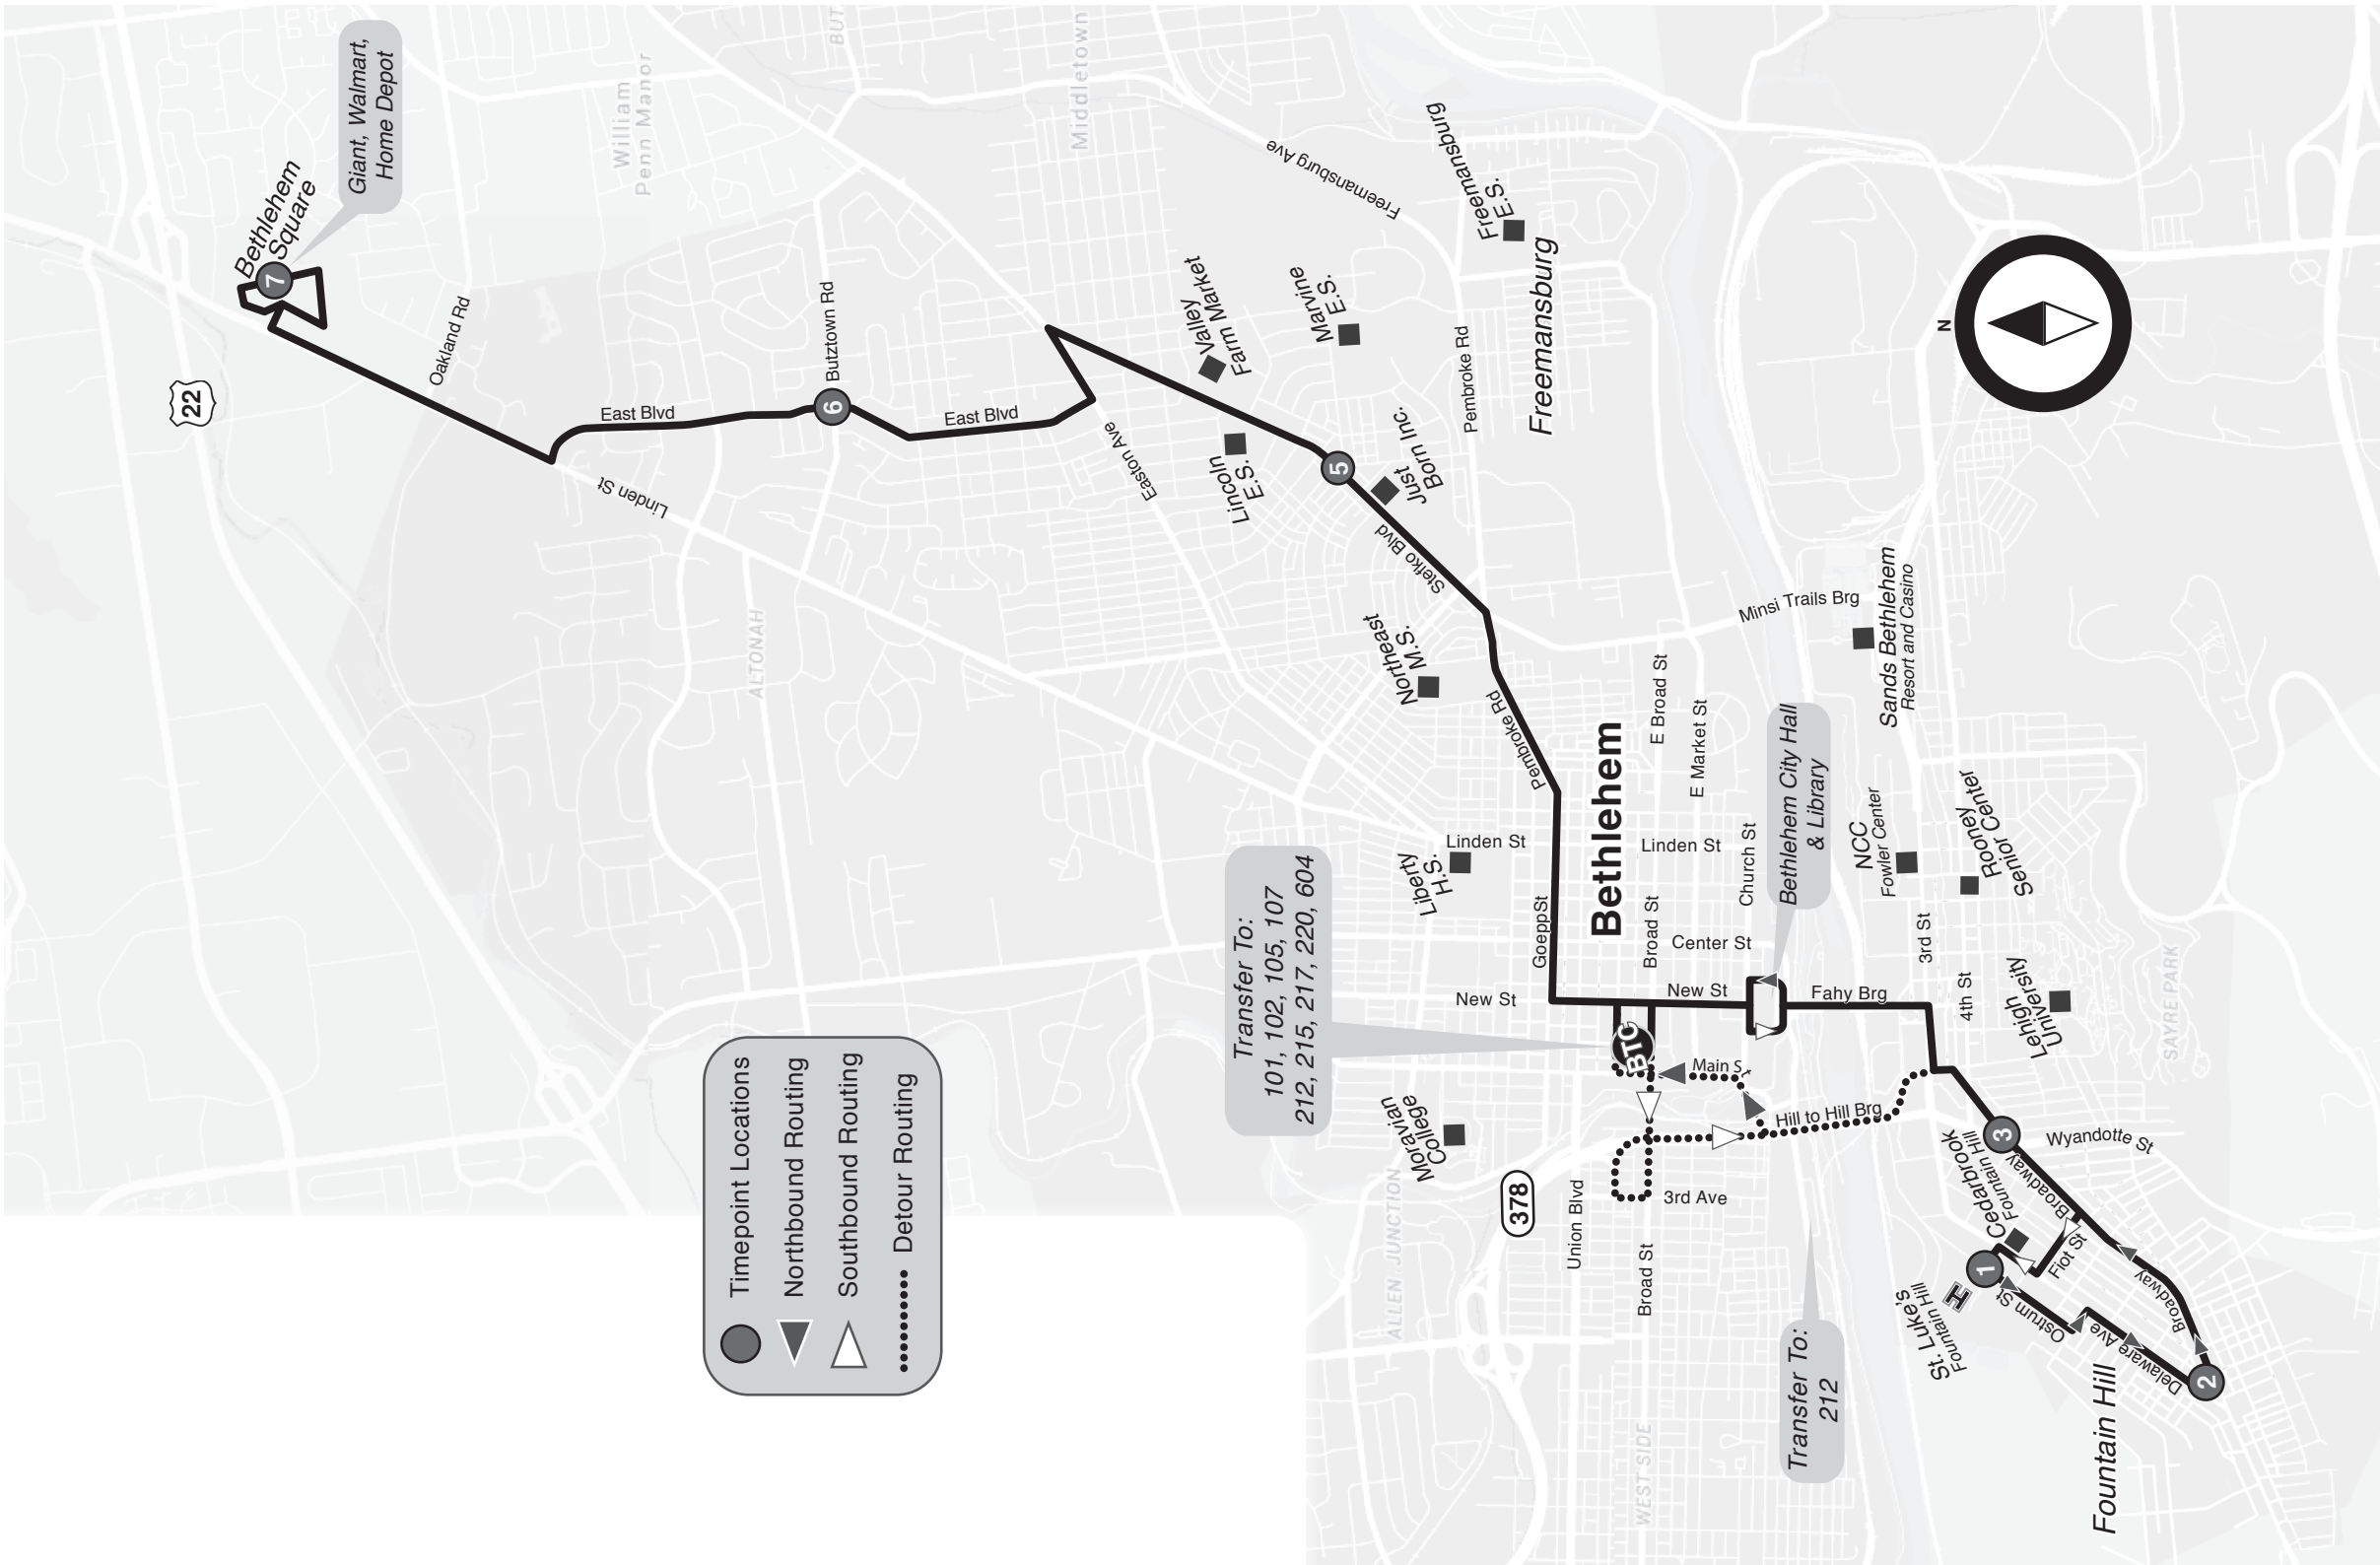 Bethlehem
Square
7
Giant, Walmart,
Home Depot
22
Oakland Rd
William
Penn Manor
BUT
Middletown
East Blvd
Linden St
6
Butztown Rd
East Blvd
ALTONAH
Easton Ave
Valley
Farm Market
Marvine
E.S.
Lincoln
E.S.
Freemansburg Ave
Freemansburg
E.S.
Freemansburg
5
Just
Born Inc.
Pembroke Rd
Stefko Blvd
Northeast
M.S.
Pembroke Rd
N
Minsi Trails Brg
Sands Bethlehem
Resort and Casino
E Broad St
E Market St
Bethlehem
Bethlehem City Hall
& Library
NCC
Fowler Center
Rooney
Senior Center
Liberty
H.S.
Linden St
Linden St
Church St
Goepp St
Broad St
Center St
3rd St
4th St
Lehigh
University
SAYRE PARK
New St
New St
Fahy Brg
Transfer To:
101, 102, 105, 107
212, 215, 217, 220, 604
BTC
Main St
Hill to Hill Brg
Moravian
College
378
ALLEN JUNCTION
Union Blvd
3rd Ave
Broad St
WEST SIDE
3
Wyandotte St
Cedarbrook
Fountain Hill
Broadway
1
Fiot St
St. Luke's
Fountain Hill
H
Ostrum St
Delaware Ave
Broadway
2
Fountain Hill
Transfer To:
212
Timepoint Locations
Northbound Routing
Southbound Routing
Detour Routing